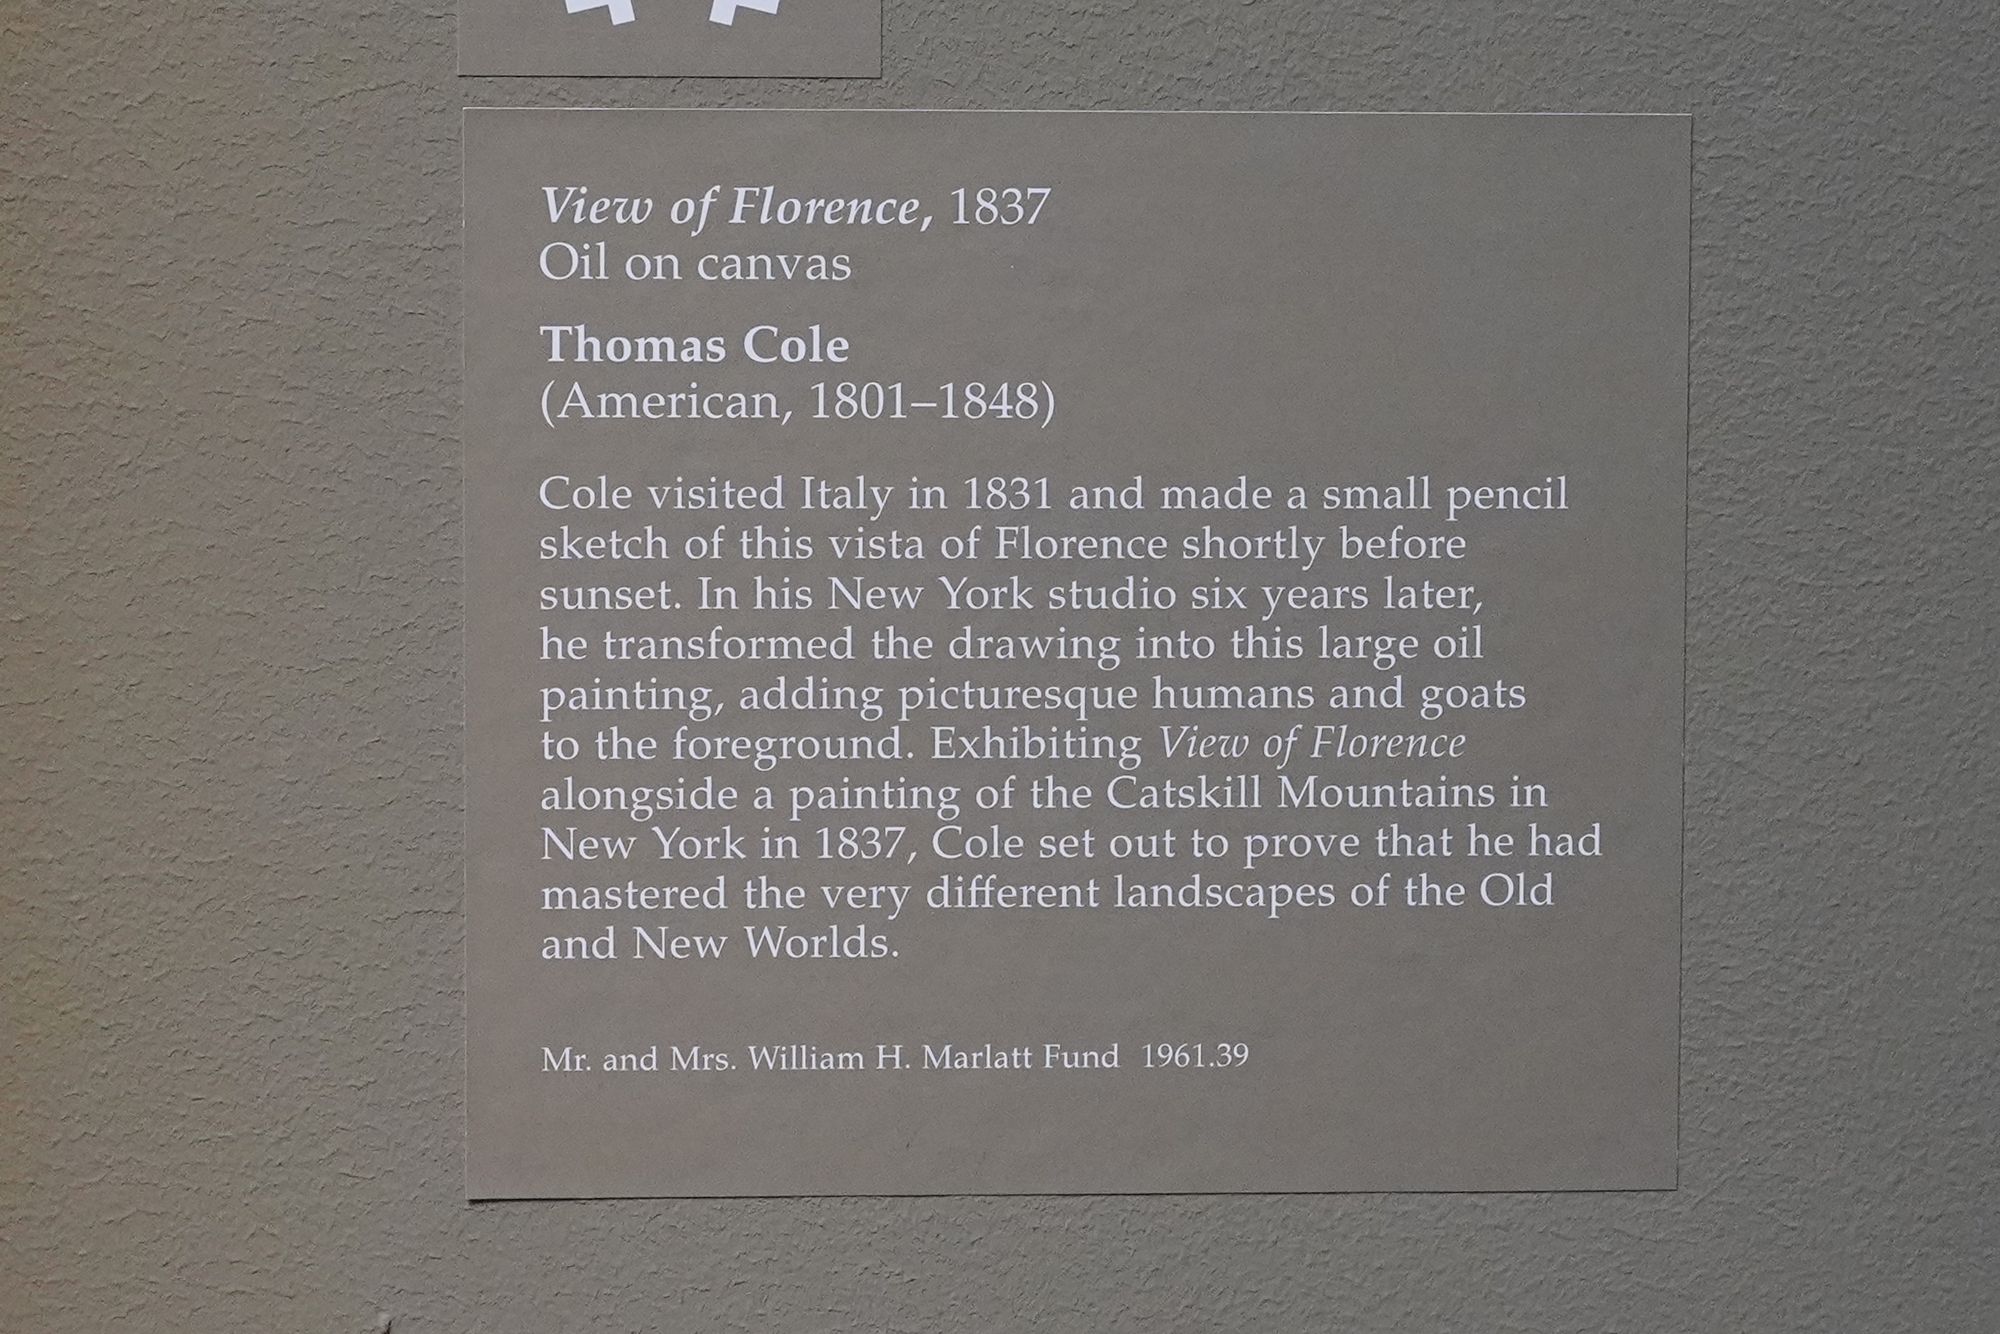 View of Florence, 1837
Oil on canvas
Thomas Cole
(American, 1801–1848)
Cole visited Italy in 1831 and made a small pencil
sketch of this vista of Florence shortly before
sunset. In his New York studio six years later,
he transformed the drawing into this large oil
painting, adding picturesque humans and goats
to the foreground. Exhibiting View of Florence
alongside a painting of the Catskill Mountains in
New York in 1837, Cole set out to prove that he had
mastered the very different landscapes of the Old
and New Worlds.
Mr. and Mrs. William H. Marlatt Fund 1961.39